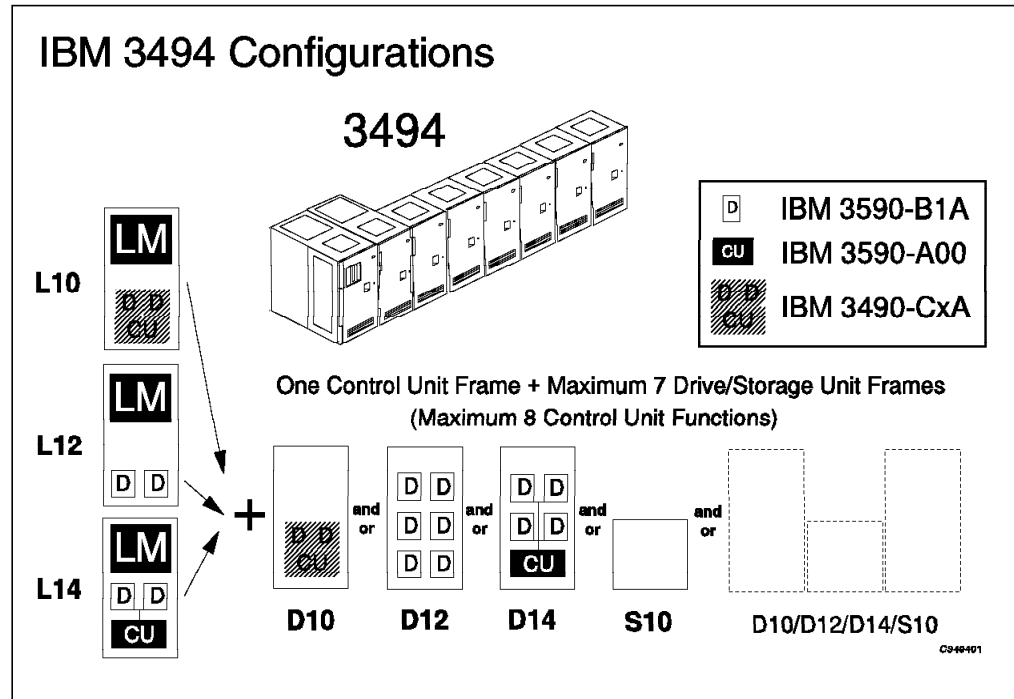 IBM 3494 Configurations
3494
D IBM 3590-B1A
CU IBM 3590-A00
D D
CU
IBM 3490-CxA
L10
LM
D D
CU
One Control Unit Frame + Maximum 7 Drive/Storage Unit Frames
(Maximum 8 Control Unit Functions)
L12
LM
D D
L14
LM
D D
CU
+
D D
CU
D10
and
or
D D
D D
D D
D12
and
or
D D
D D
CU
D14
and
or
S10
and
or
D10/D12/D14/S10
C3494401